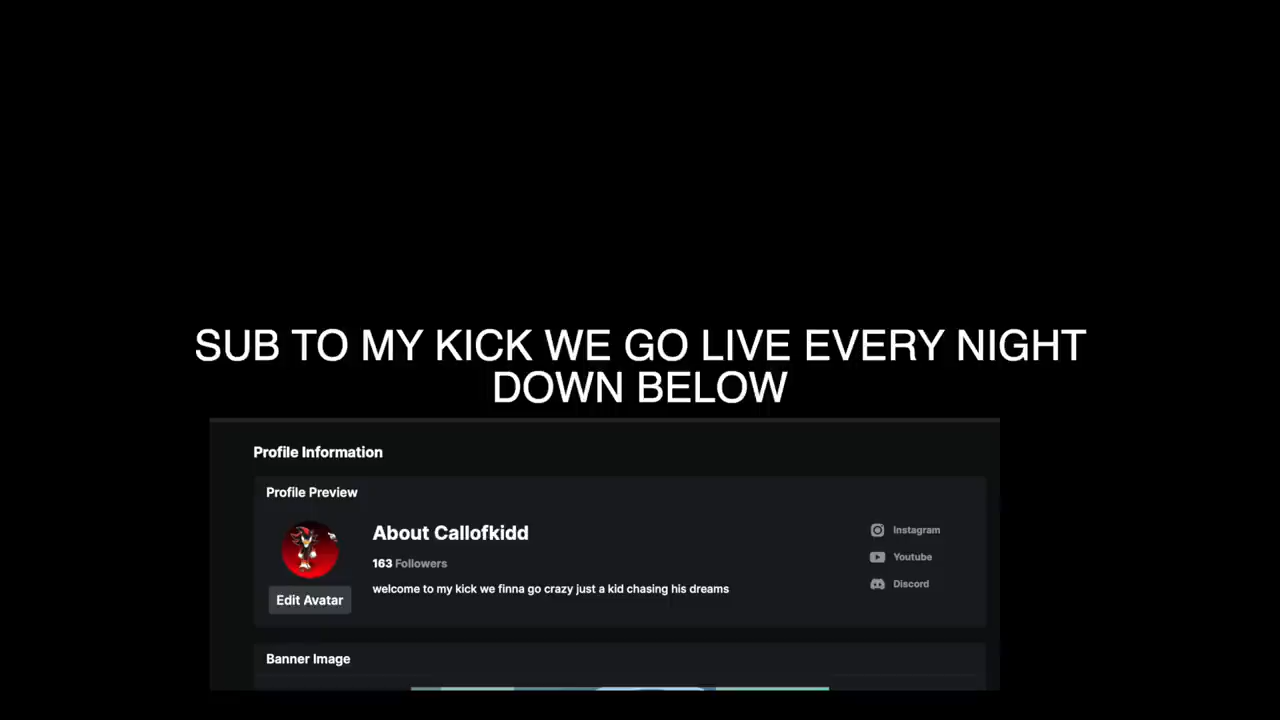 SUB TO MY KICK WE GO LIVE EVERY NIGHT
DOWN BELOW
Profile Information
Profile Preview
About Callofkidd
163 Followers
welcome to my kick we finna go crazy just a kid chasing his dreams
Edit Avatar
Instagram
Youtube
Discord
Banner Image